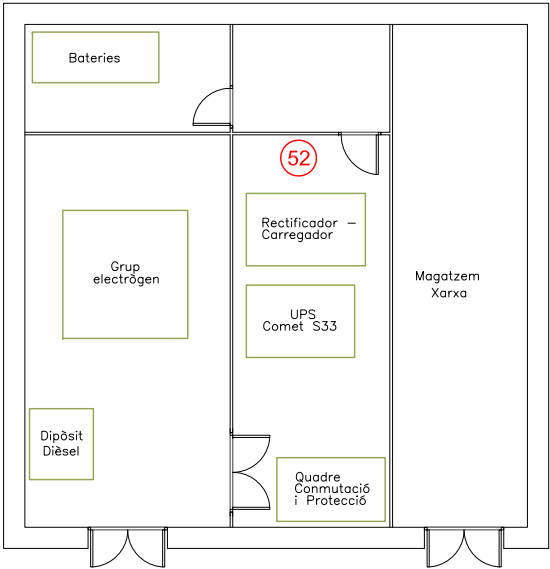 Bateries
52
Rectificador -
Carregador
Grup
electrògen
Magatzem
Xarxa
UPS
Comet S33
Dipòsit
Dièsel
Quadre
Conmutació
i Protecció